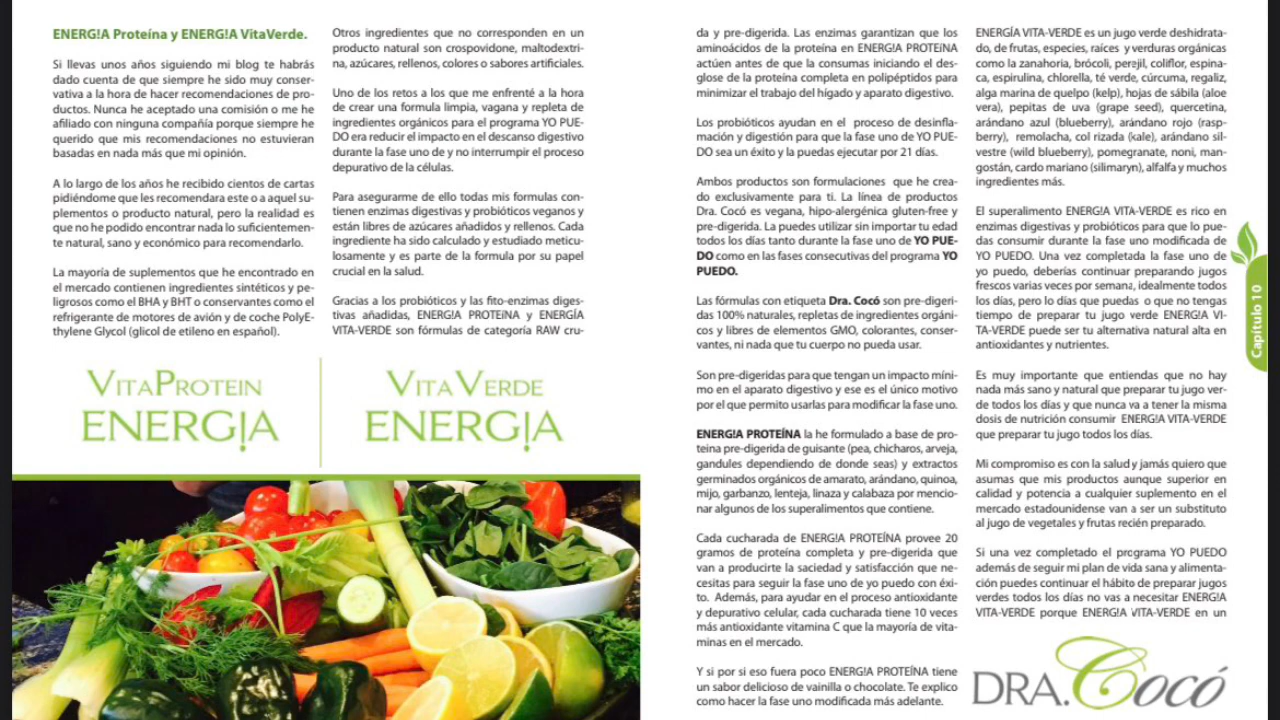 ENERG!A Proteína y ENERG!A VitaVerde.
Si llevas unos años siguiendo mi blog te habrás
dado cuenta de que siempre he sido muy conser-
vativa a la hora de hacer recomendaciones de pro-
ductos. Nunca he aceptado una comisión o me he
afiliado con ninguna compañía porque siempre he
querido que mis recomendaciones no estuvieran
basadas en nada más que mi opinión.
A lo largo de los años he recibido cientos de cartas
pidiéndome que les recomendara este o a aquel su-
plementos o producto natural, pero la realidad es
que no he podido encontrar nada lo suficientemen-
te natural, sano y económico para recomendarlo.
La mayoría de suplementos que he encontrado en
el mercado contienen ingredientes sintéticos y pe-
ligrosos como el BHA y BHT o conservantes como el
refrigerante de motores de avión y de coche PolyE-
thylene Glycol (glicol de etileno en español).
Otros ingredientes que no corresponden en un
producto natural son crospovidone, maltodextri-
na, azúcares, rellenos, colores o sabores artificiales.
Uno de los retos a los que me enfrenté a la hora
de crear una formula limpia, vagana y repleta de
ingredientes orgánicos para el programa YO PUE-
DO era reducir el impacto en el descanso digestivo
durante la fase uno de y no interrumpir el proceso
depurativo de la células.
Para asegurarme de ello todas mis formulas con-
tienen enzimas digestivas y probióticos veganos y
están libres de azúcares añadidos y rellenos. Cada
ingrediente ha sido calculado y estudiado meticu-
losamente y es parte de la formula por su papel
crucial en la salud.
Gracias a los probióticos y las fito-enzimas diges-
tivas añadidas, ENERG!A PROTEíNA y ENERGÍA
VITA-VERDE son fórmulas de categoría RAW cru-
VITAPROTEIN
ENERG!A
VITA VERDE
ENERG!A
da y pre-digerida. Las enzimas garantizan que los
aminoácidos de la proteína en ENERG!A PROTEíNA
actúen antes de que la consumas iniciando el des-
glose de la proteína completa en polipéptidos para
minimizar el trabajo del hígado y aparato digestivo.
Los probióticos ayudan en el proceso de desinfla-
mación y digestión para que la fase uno de YO PUE-
DO sea un éxito y la puedas ejecutar por 21 días.
Ambos productos son formulaciones que he crea-
do exclusivamente para ti. La línea de productos
Dra. Cocó es vegana, hipo-alergénica gluten-free y
pre-digerida. La puedes utilizar sin importar tu edad
todos los días tanto durante la fase uno de YO PUE-
DO como en las fases consecutivas del programa YO
PUEDO.
Las fórmulas con etiqueta Dra. Cocó son pre-digeri-
das 100% naturales, repletas de ingredientes orgáni-
cos y libres de elementos GMO, colorantes, conser-
vantes, ni nada que tu cuerpo no pueda usar.
Son pre-digeridas para que tengan un impacto míni-
mo en el aparato digestivo y ese es el único motivo
por el que permito usarlas para modificar la fase uno.
ENERG!A PROTEÍNA la he formulado a base de pro-
teína pre-digerida de guisante (pea, chicharos, arveja,
gandules dependiendo de donde seas) y extractos
germinados orgánicos de amarato, arándano, quinoa,
mijo, garbanzo, lenteja, linaza y calabaza por mencio-
nar algunos de los superalimentos que contiene.
Cada cucharada de ENERG!A PROTEÍNA provee 20
gramos de proteína completa y pre-digerida que
van a producirte la saciedad y satisfacción que ne-
cesitas para seguir la fase uno de yo puedo con éxi-
to. Además, para ayudar en el proceso antioxidante
y depurativo celular, cada cucharada tiene 10 veces
más antioxidante vitamina C que la mayoría de vita-
minas en el mercado.
Y si por si eso fuera poco ENERG!A PROTEÍNA tiene
un sabor delicioso de vainilla o chocolate. Te explico
como hacer la fase uno modificada más adelante.
ENERGÍA VITA-VERDE es un jugo verde deshidrata-
do, de frutas, especies, raíces y verduras orgánicas
como la zanahoria, brócoli, perejil, coliflor, espina-
ca, espirulina, chlorella, té verde, cúrcuma, regaliz,
alga marina de quelpo (kelp), hojas de sábila (aloe
vera), pepitas de uva (grape seed), quercetina,
arándano azul (blueberry), arándano rojo (rasp-
berry), remolacha, col rizada (kale), arándano sil-
vestre (wild blueberry), pomegranate, noni, man-
gostán, cardo mariano (silimaryn), alfalfa y muchos
ingredientes más.
El superalimento ENERG!A VITA-VERDE es rico en
enzimas digestivas y probióticos para que lo pue-
das consumir durante la fase uno modificada de
YO PUEDO. Una vez completada la fase uno de
yo puedo, deberías continuar preparando jugos
frescos varias veces por semana, idealmente todos
los días, pero lo días que puedas o que no tengas
tiempo de preparar tu jugo verde ENERG!A VI-
TA-VERDE puede ser tu alternativa natural alta en
antioxidantes y nutrientes.
Es muy importante que entiendas que no hay
nada más sano y natural que preparar tu jugo ver-
de todos los días y que nunca va a tener la misma
dosis de nutrición consumir ENERG!A VITA-VERDE
que preparar tu jugo todos los días.
Mi compromiso es con la salud y jamás quiero que
asumas que mis productos aunque superior en
calidad y potencia a cualquier suplemento en el
mercado estadounidense van a ser un substituto
al jugo de vegetales y frutas recién preparado.
Si una vez completado el programa YO PUEDO
además de seguir mi plan de vida sana y alimenta-
ción puedes continuar el hábito de preparar jugos
verdes todos los días no vas a necesitar ENERG!A
VITA-VERDE porque ENERG!A VITA-VERDE en un
Capítulo 10
DRA. Cocó